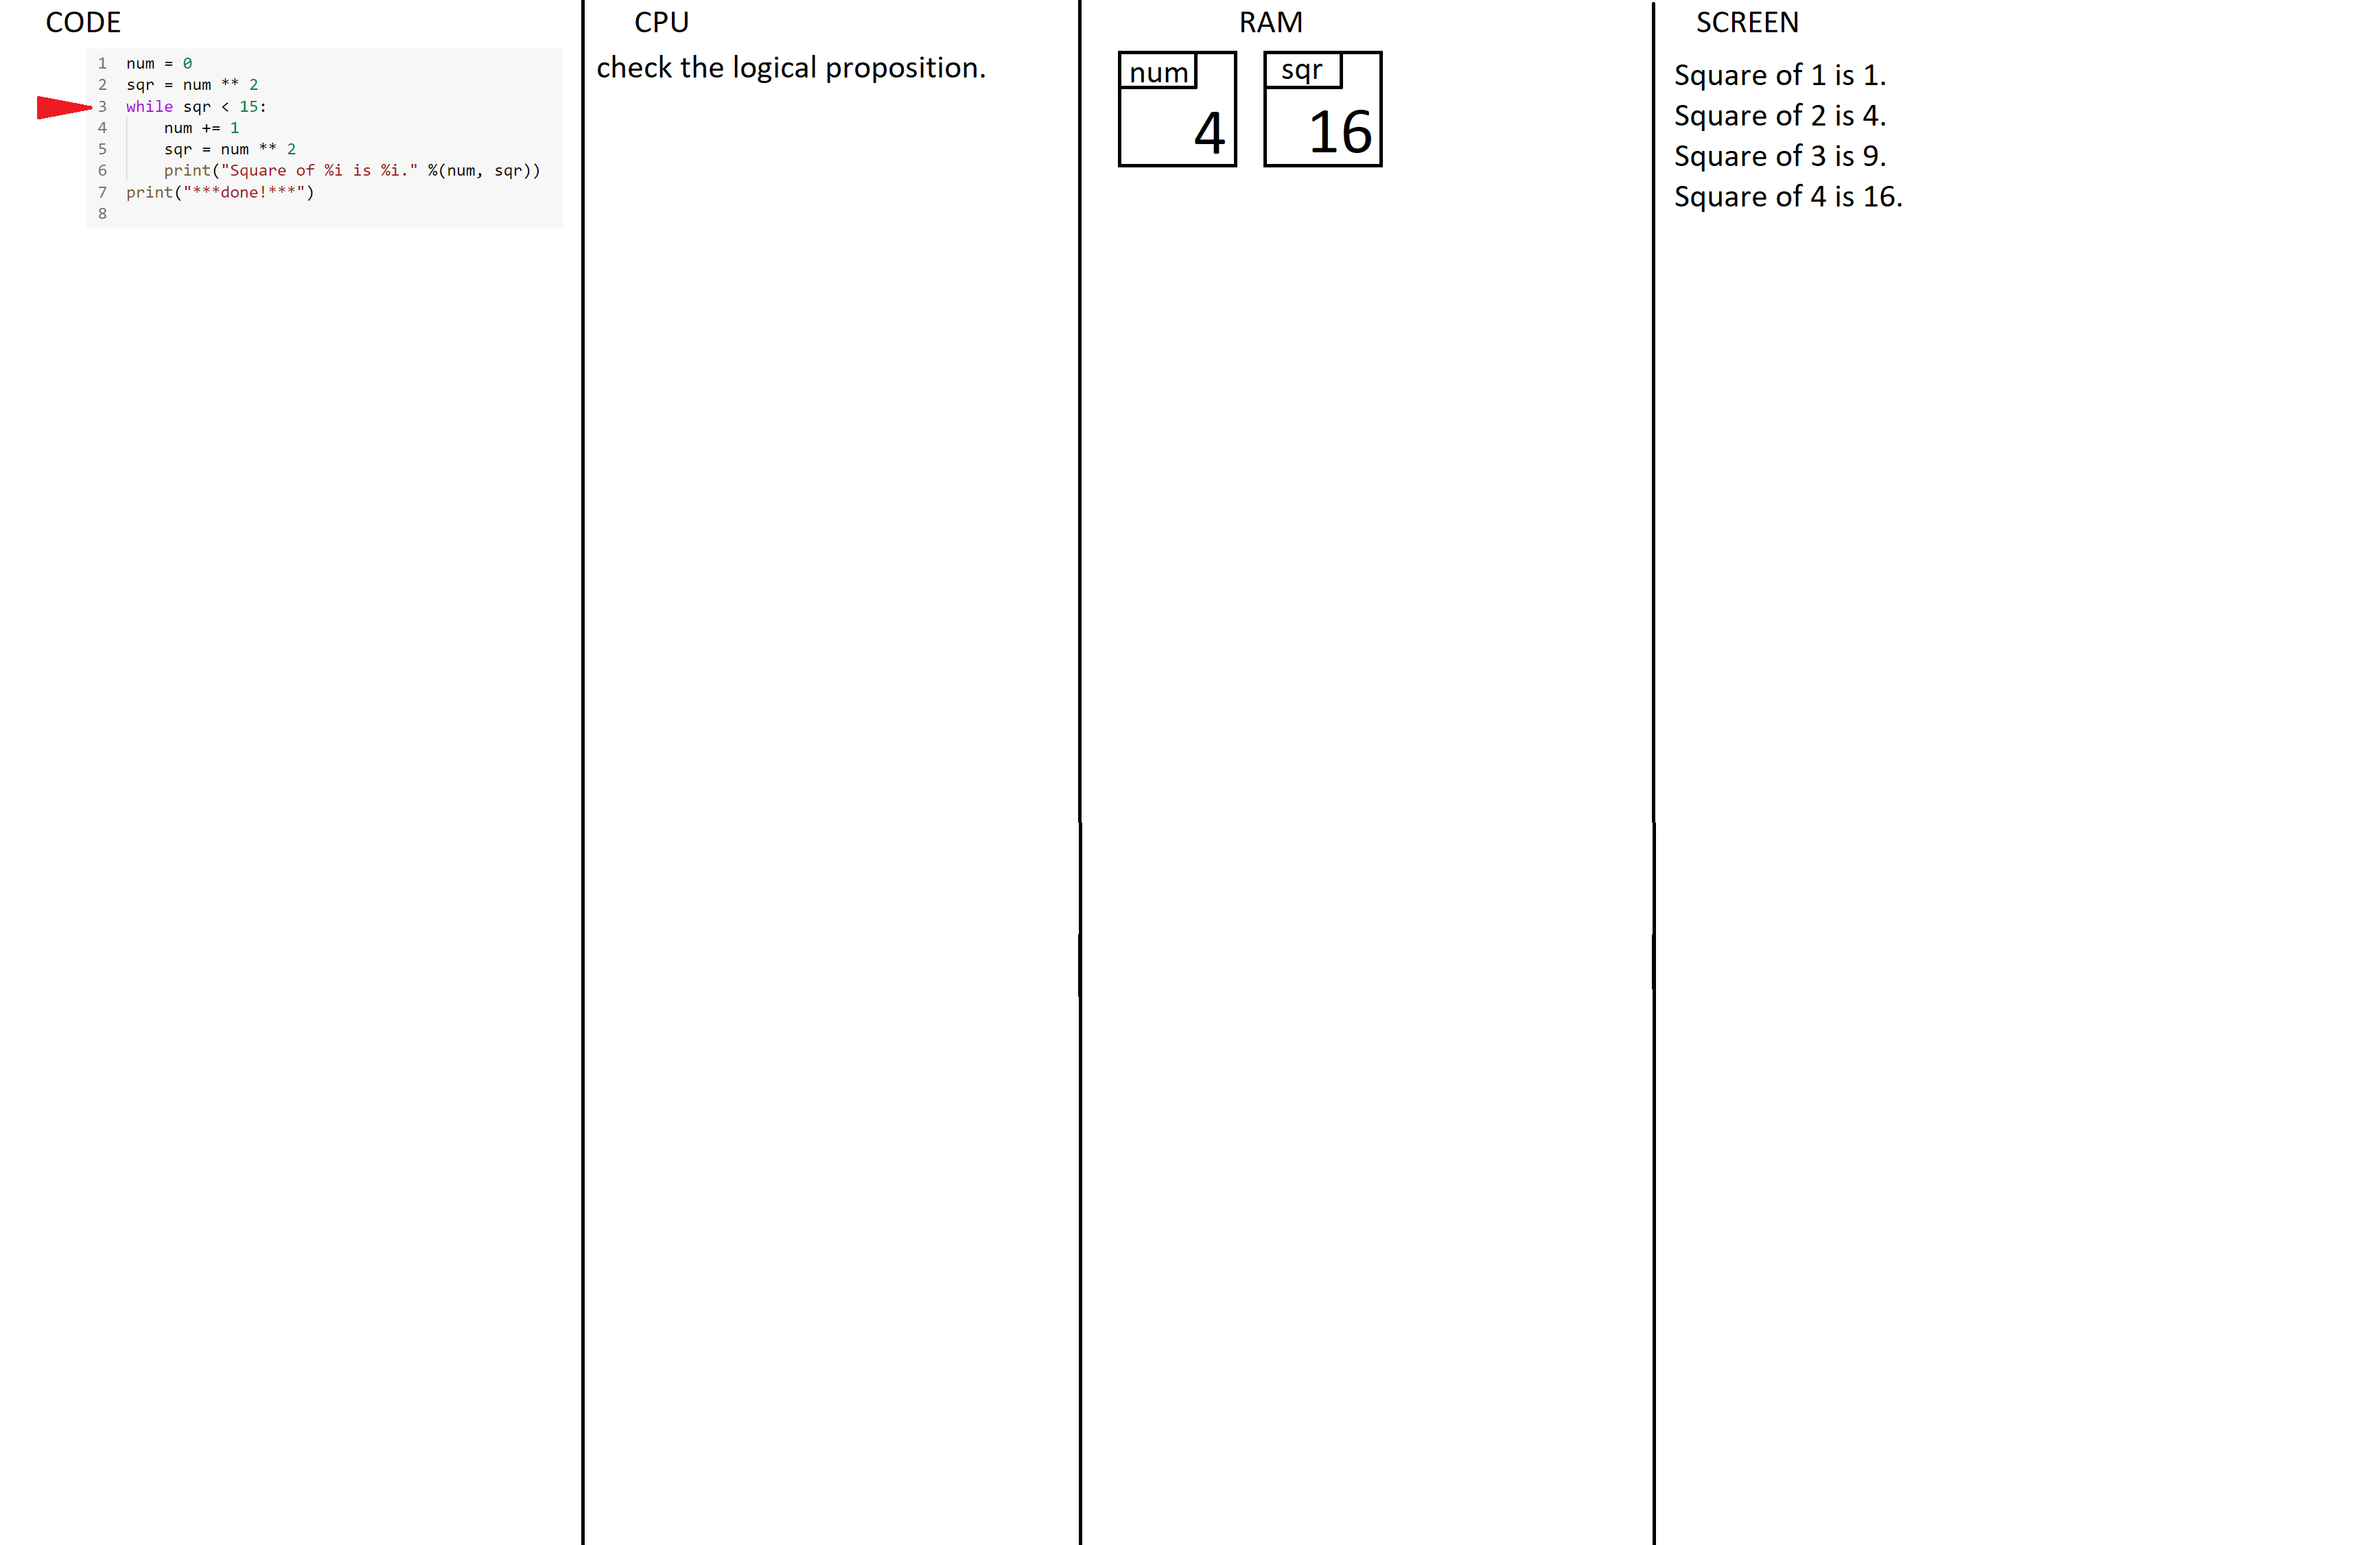 CODE
1 num = 0
2 sqr = num ** 2
3 while sqr < 15:
4     num += 1
5     sqr = num ** 2
6     print("Square of %i is %i." %(num, sqr))
7 print("***done!***")
8
CPU
check the logical proposition.
RAM
num
4
sqr
16
SCREEN
Square of 1 is 1.
Square of 2 is 4.
Square of 3 is 9.
Square of 4 is 16.